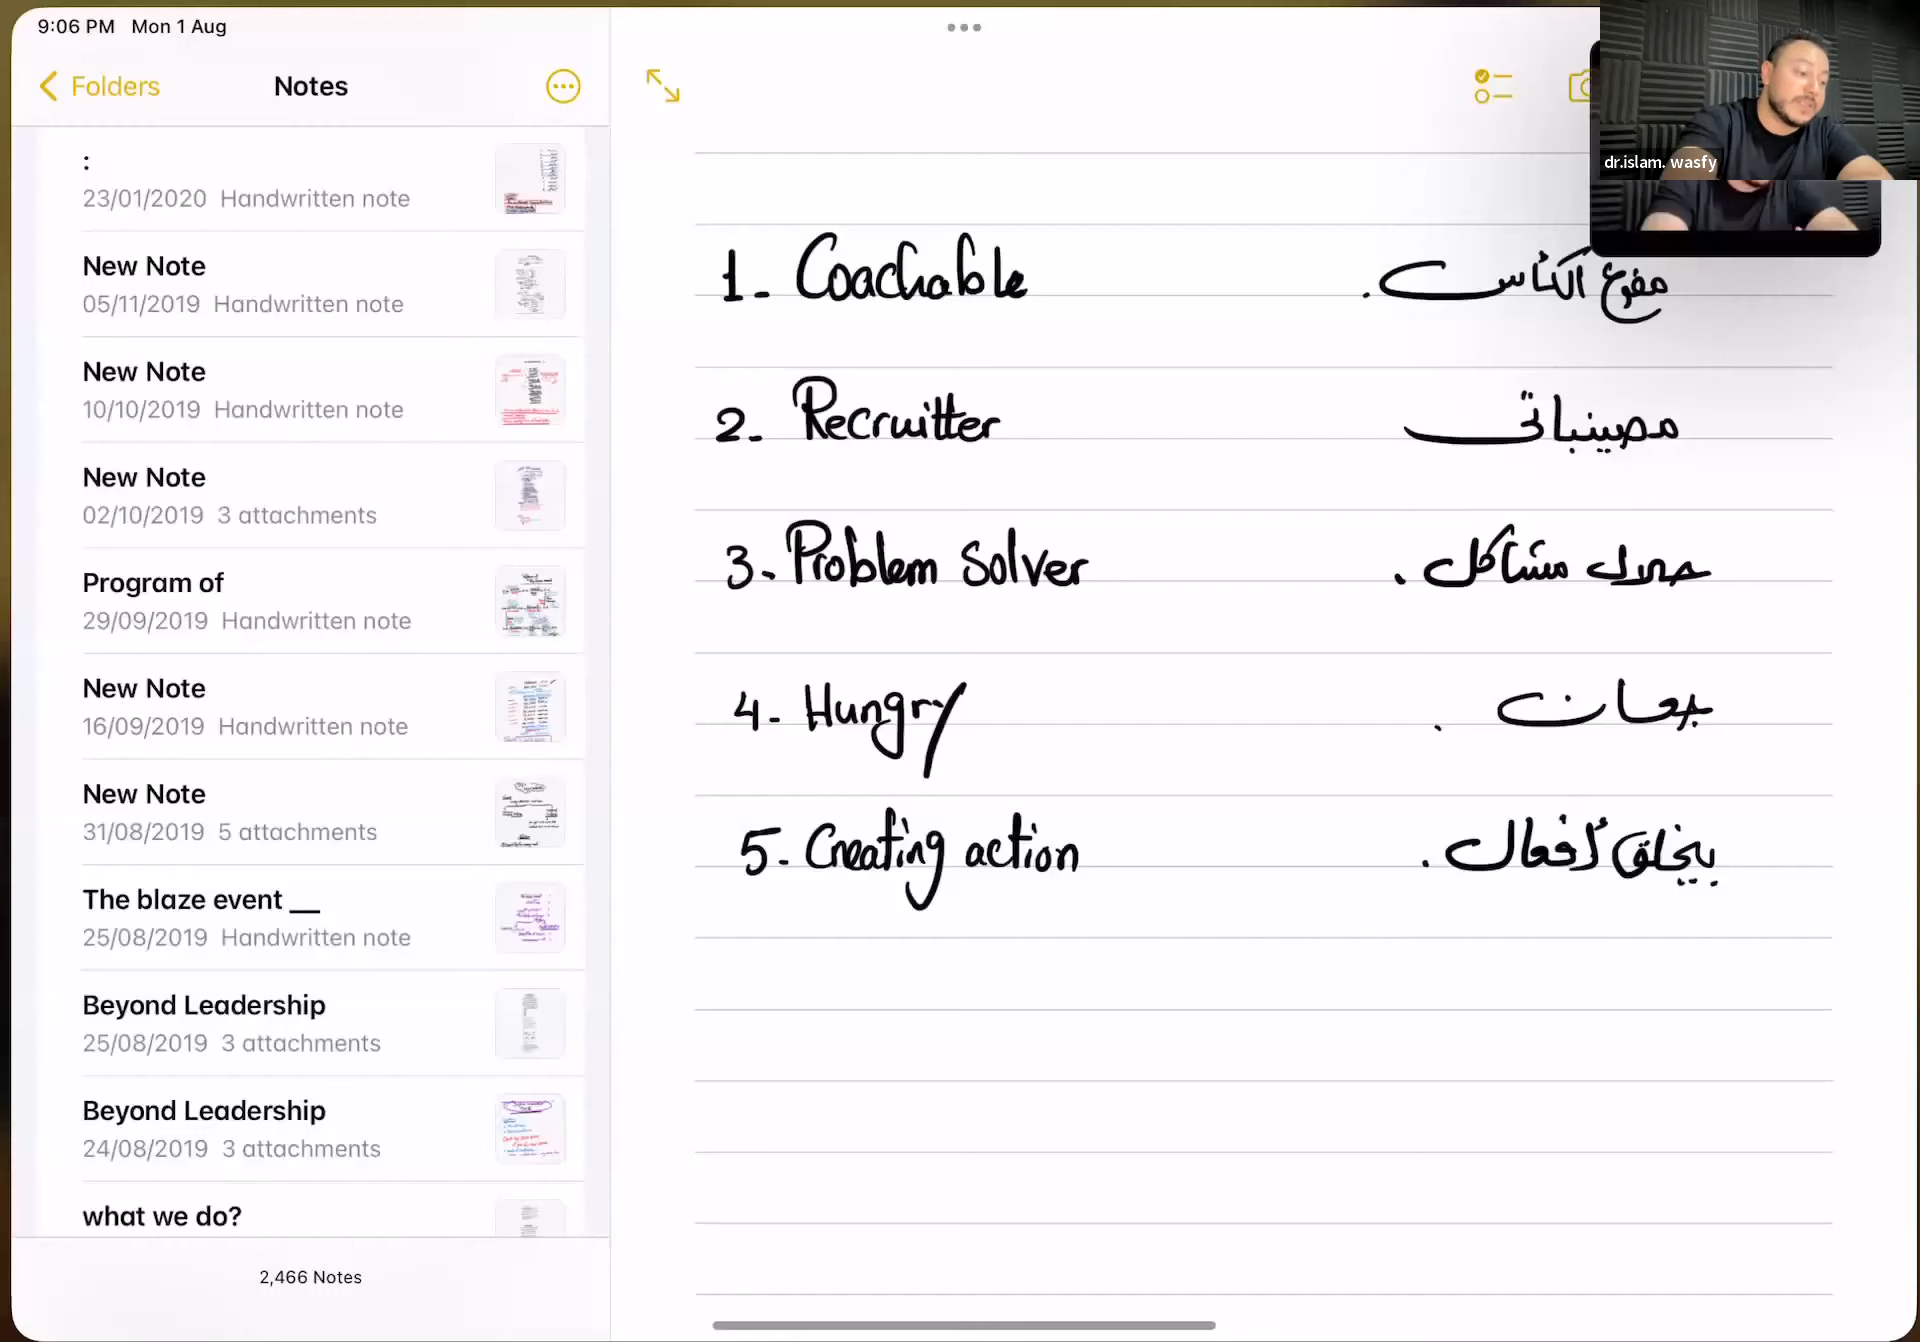 9:06 PM Mon 1 Aug
Folders
Notes
:
23/01/2020 Handwritten note
New Note
05/11/2019 Handwritten note
New Note
10/10/2019 Handwritten note
New Note
02/10/2019 3 attachments
Program of
29/09/2019 Handwritten note
New Note
16/09/2019 Handwritten note
New Note
31/08/2019 5 attachments
The blaze event __
25/08/2019 Handwritten note
Beyond Leadership
25/08/2019 3 attachments
Beyond Leadership
24/08/2019 3 attachments
what we do?
2,466 Notes
dr.islam. wasfy
1- Coachable مفرغ الكأس.
2- Recruitter مصينباتى
3- Problem Solver حلال مشاكل.
4- Hungry جعان.
5- Creating action بيخلق أفعال.